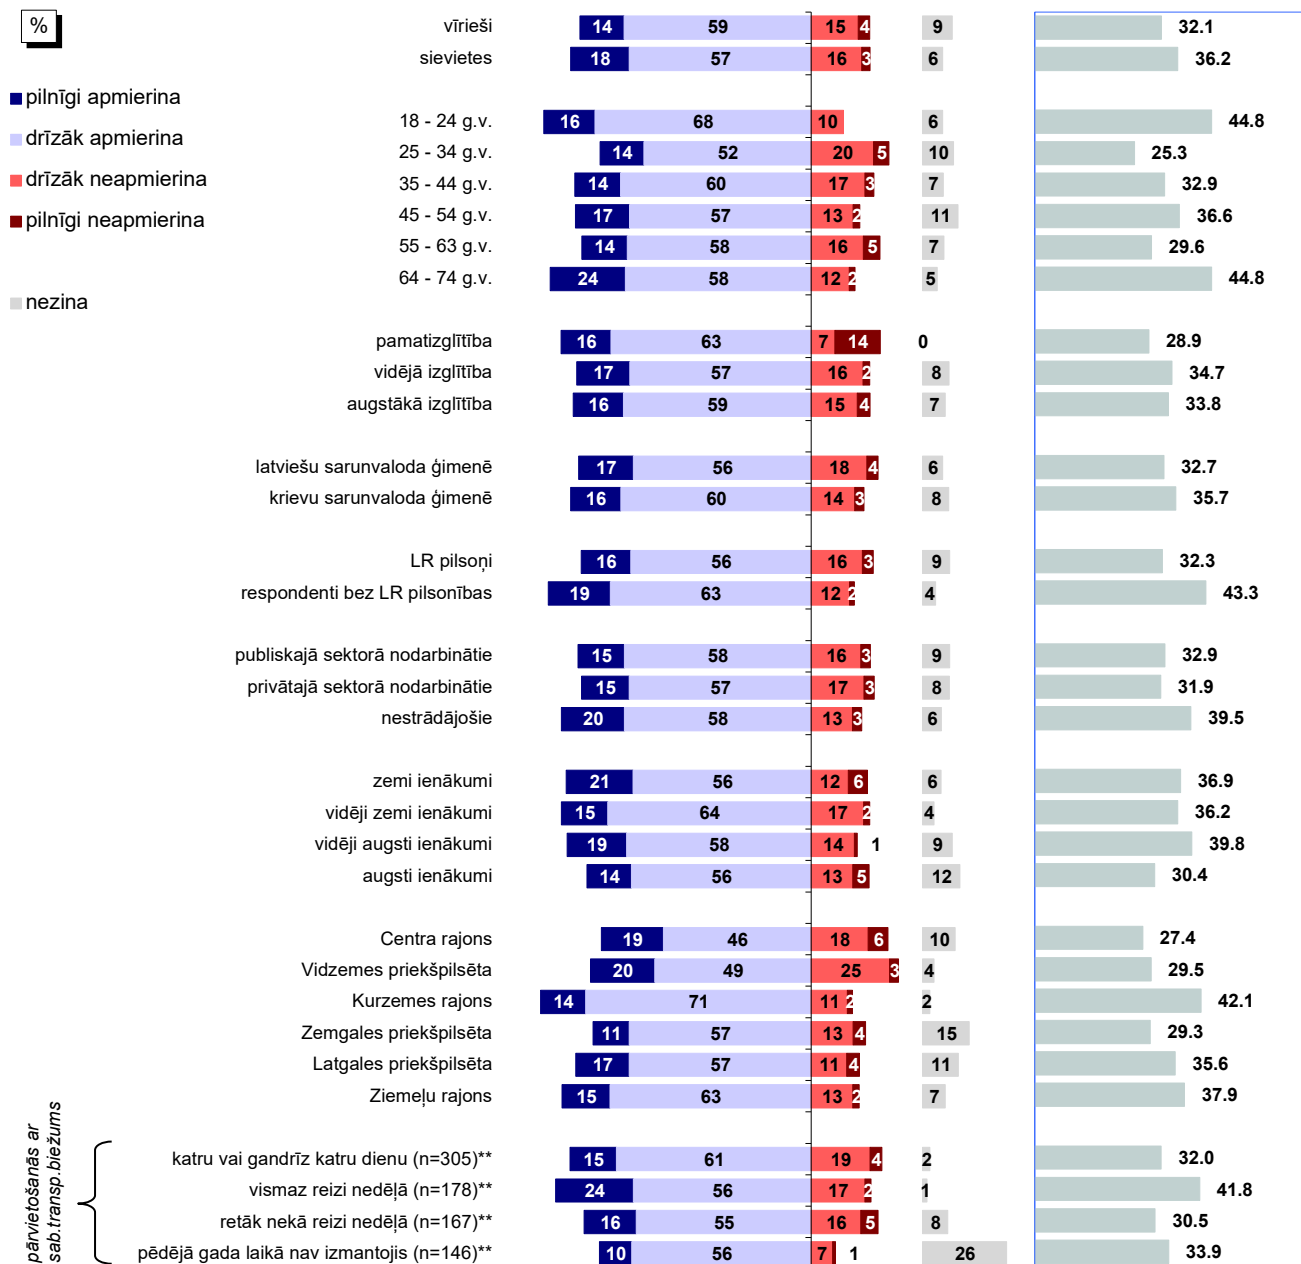 %
pilnīgi apmierina
drīzāk apmierina
drīzāk neapmierina
pilnīgi neapmierina
nezina
vīrieši 14 59 15 4 9 32.1
sievietes 18 57 16 3 6 36.2
18 - 24 g.v. 16 68 10 6 44.8
25 - 34 g.v. 14 52 20 5 10 25.3
35 - 44 g.v. 14 60 17 3 7 32.9
45 - 54 g.v. 17 57 13 2 11 36.6
55 - 63 g.v. 14 58 16 5 7 29.6
64 - 74 g.v. 24 58 12 2 5 44.8
pamatizglītība 16 63 7 14 0 28.9
vidējā izglītība 17 57 16 2 8 34.7
augstākā izglītība 16 59 15 4 7 33.8
latviešu sarunvaloda ģimenē 17 56 18 4 6 32.7
krievu sarunvaloda ģimenē 16 60 14 3 8 35.7
LR pilsoņi 16 56 16 3 9 32.3
respondenti bez LR pilsonības 19 63 12 2 4 43.3
publiskajā sektorā nodarbinātie 15 58 16 3 9 32.9
privātajā sektorā nodarbinātie 15 57 17 3 8 31.9
nestrādājošie 20 58 13 3 6 39.5
zemi ienākumi 21 56 12 6 6 36.9
vidēji zemi ienākumi 15 64 17 2 4 36.2
vidēji augsti ienākumi 19 58 14 1 9 39.8
augsti ienākumi 14 56 13 5 12 30.4
Centra rajons 19 46 18 6 10 27.4
Vidzemes priekšpilsēta 20 49 25 3 4 29.5
Kurzemes rajons 14 71 11 2 2 42.1
Zemgales priekšpilsēta 11 57 13 4 15 29.3
Latgales priekšpilsēta 17 57 11 4 11 35.6
Ziemeļu rajons 15 63 13 2 7 37.9
pārvietošanās ar
sab.transp.biežums
katru vai gandrīz katru dienu (n=305)** 15 61 19 4 2 32.0
vismaz reizi nedēļā (n=178)** 24 56 17 2 1 41.8
retāk nekā reizi nedēļā (n=167)** 16 55 16 5 8 30.5
pēdējā gada laikā nav izmantojis (n=146)** 10 56 7 1 26 33.9